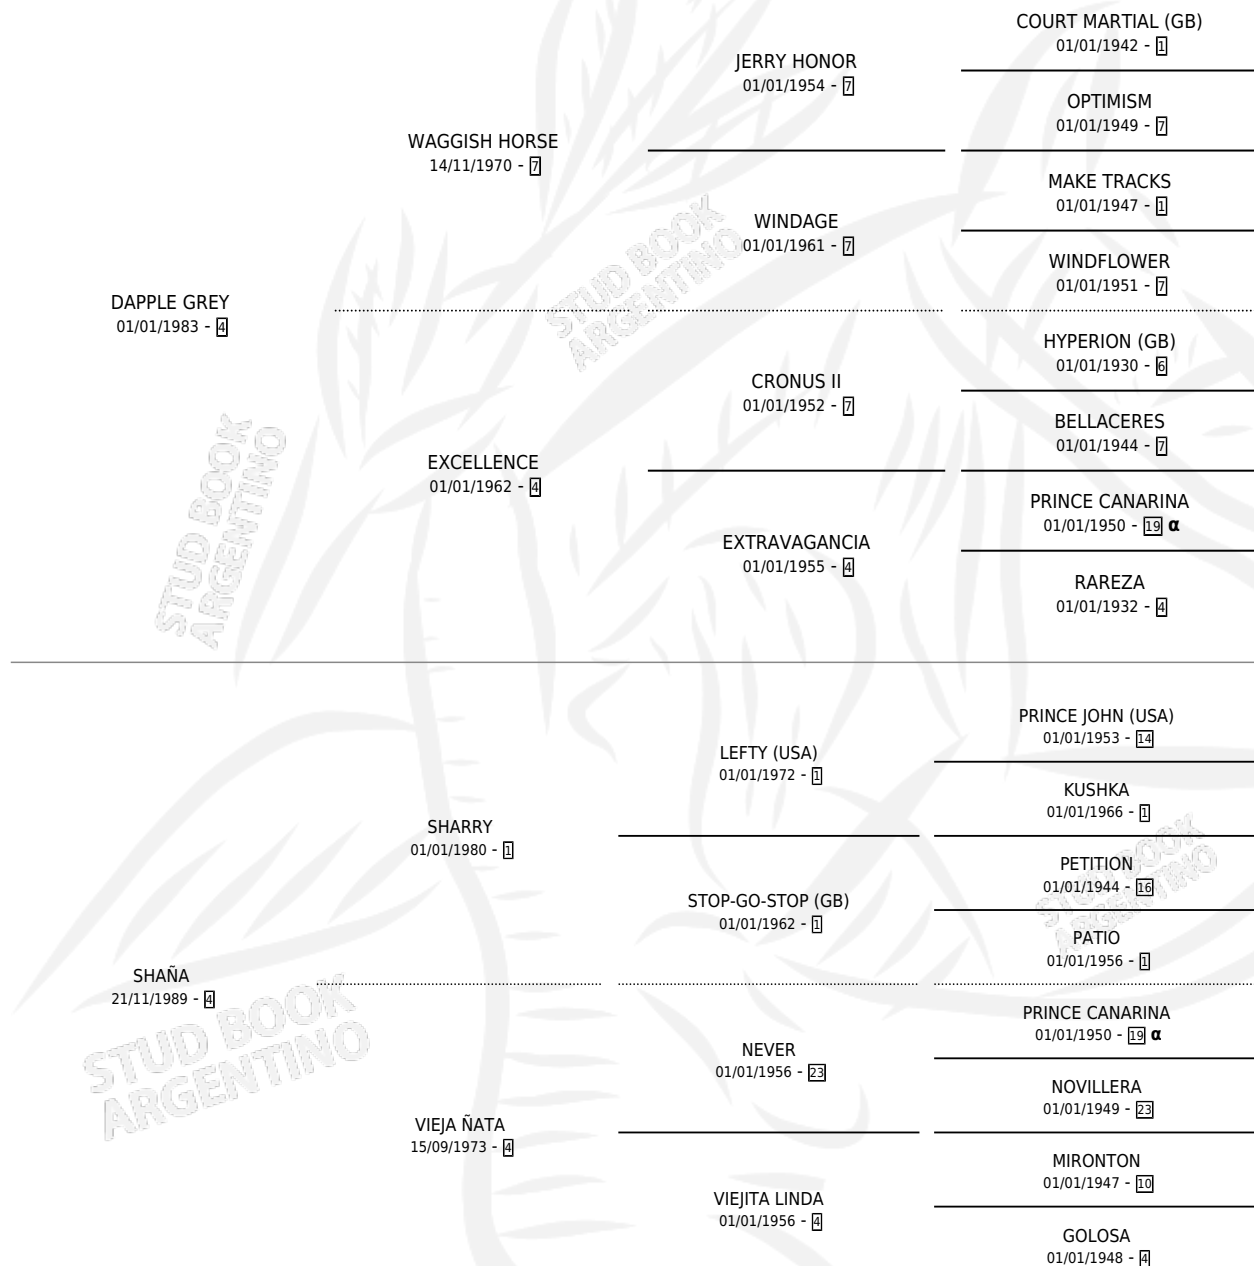 COURT MARTIAL (GB)
01/01/1942 - 1
JERRY HONOR
01/01/1954 - 7
OPTIMISM
01/01/1949 - 7
WAGGISH HORSE
14/11/1970 - 7
MAKE TRACKS
01/01/1947 - 1
WINDAGE
01/01/1961 - 7
WINDFLOWER
01/01/1951 - 7
DAPPLE GREY
01/01/1983 - 4
HYPERION (GB)
01/01/1930 - 6
CRONUS II
01/01/1952 - 7
BELLACERES
01/01/1944 - 7
EXCELLENCE
01/01/1962 - 4
PRINCE CANARINA
01/01/1950 - 19 α
EXTRAVAGANCIA
01/01/1955 - 4
RAREZA
01/01/1932 - 4
PRINCE JOHN (USA)
01/01/1953 - 14
LEFTY (USA)
01/01/1972 - 1
KUSHKA
01/01/1966 - 1
SHARRY
01/01/1980 - 1
PETITION
01/01/1944 - 16
STOP-GO-STOP (GB)
01/01/1962 - 1
PATIO
01/01/1956 - 1
SHAÑA
21/11/1989 - 4
PRINCE CANARINA
01/01/1950 - 19 α
NEVER
01/01/1956 - 23
NOVILLERA
01/01/1949 - 23
VIEJA ÑATA
15/09/1973 - 4
MIRONTON
01/01/1947 - 10
VIEJITA LINDA
01/01/1956 - 4
GOLOSA
01/01/1948 - 4
STUD BOOK
ARGENTINO
STUD BOOK
ARGENTINO
STUD BOOK
ARGENTINO
STUD BOOK
ARGENTINO